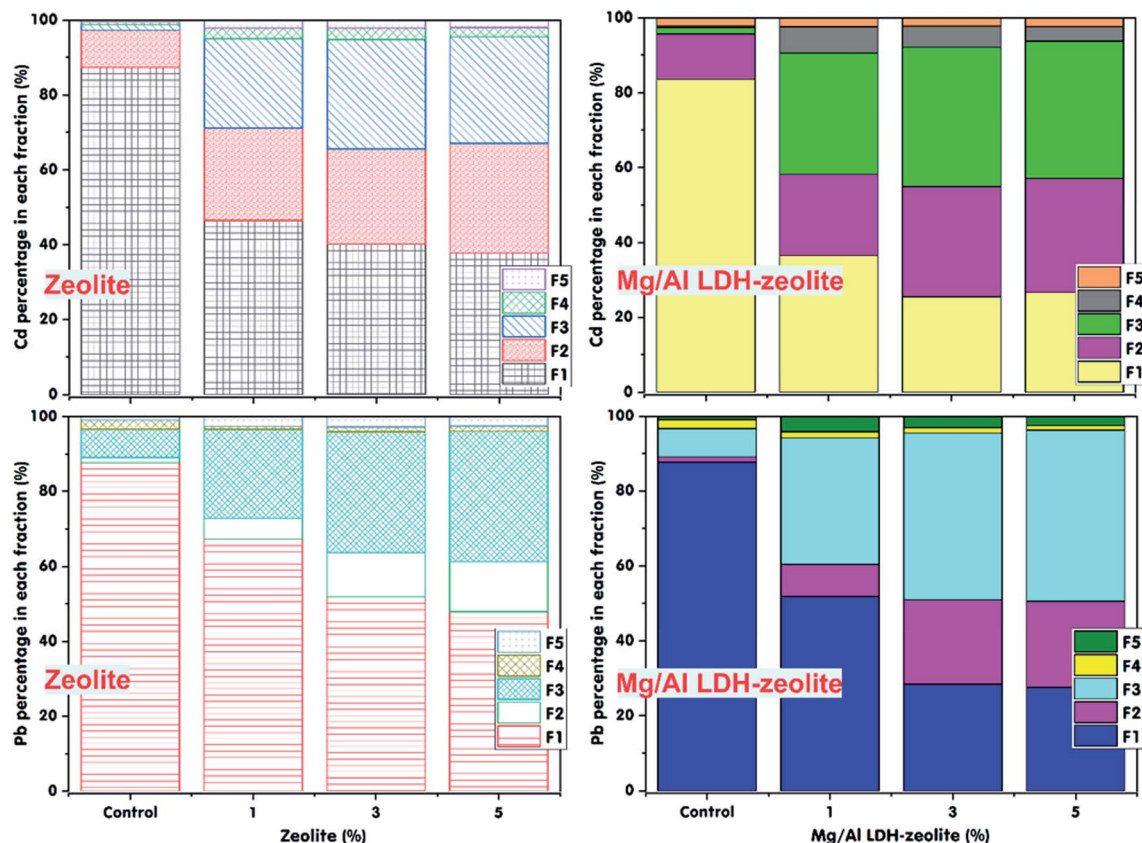 100
80
60
40
20
0
Cd percentage in each fraction (%)
Zeolite
F5
F4
F3
F2
F1
100
80
60
40
20
0
Cd percentage in each fraction (%)
Mg/Al LDH-zeolite
F5
F4
F3
F2
F1
100
80
60
40
20
0
Pb percentage in each fraction (%)
Zeolite
F5
F4
F3
F2
F1
Control 1 3 5
Zeolite (%)
100
80
60
40
20
0
Pb percentage in each fraction (%)
Mg/Al LDH-zeolite
F5
F4
F3
F2
F1
Control 1 3 5
Mg/Al LDH-zeolite (%)